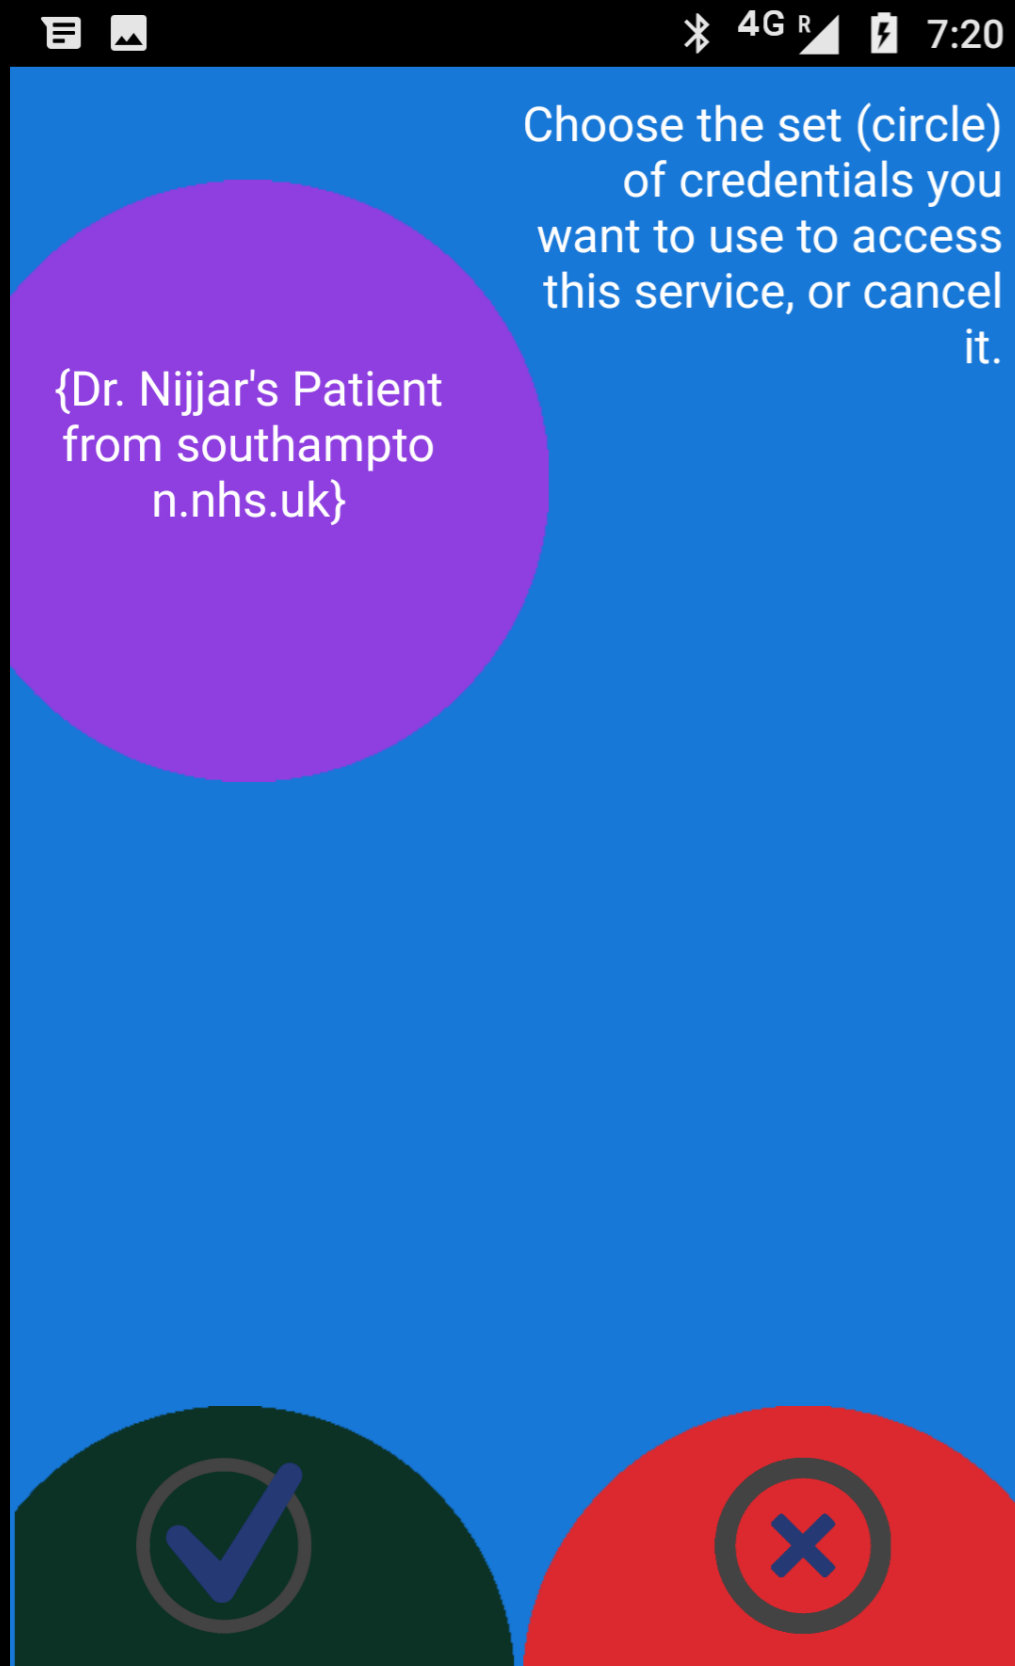 4G R 7:20
Choose the set (circle)
of credentials you
want to use to access
this service, or cancel
it.
{Dr. Nijjar's Patient
from southampto
n.nhs.uk}